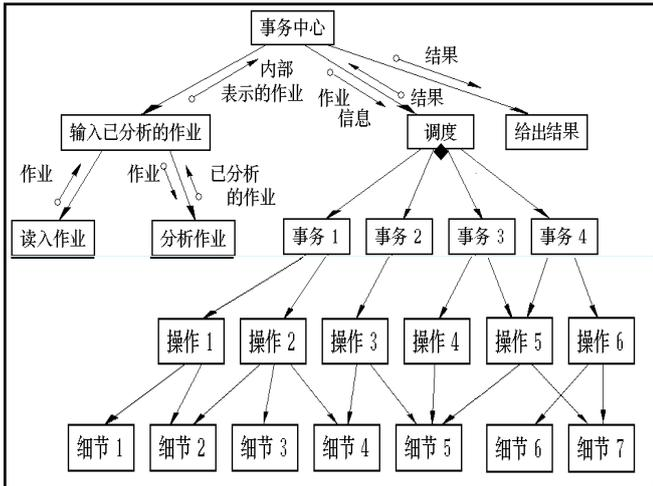 事务中心
内部
表示的作业
作业
信息
结果
结果
输入已分析的作业
调度
给出结果
作业
作业
已分析
的作业
读入作业
分析作业
事务 1
事务 2
事务 3
事务 4
操作 1
操作 2
操作 3
操作 4
操作 5
操作 6
细节 1
细节 2
细节 3
细节 4
细节 5
细节 6
细节 7